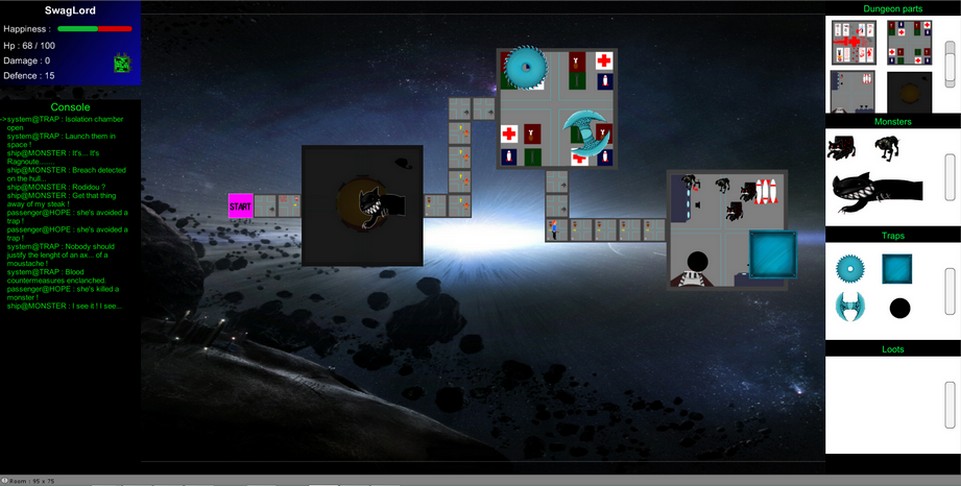 SwagLord
Happiness :
Hp : 68 / 100
Damage : 0
Defence : 15
Console
->system@TRAP : Isolation chamber
open
system@TRAP : Launch them in
space !
ship@MONSTER : It's... It's
Ragnoute.......
ship@MONSTER : Breach detected
on the hull...
ship@MONSTER : Rodidou ?
ship@MONSTER : Get that thing
away of my steak !
passenger@HOPE : she's avoided a
trap !
passenger@HOPE : she's avoided a
trap !
system@TRAP : Nobody should
justify the lenght of an ax... of a
moustache !
system@TRAP : Blood
countermeasures enclanched.
passenger@HOPE : she's killed a
monster !
ship@MONSTER : I see it ! I see...
START
Dungeon parts
Monsters
Traps
Loots
Room : 95 x 75